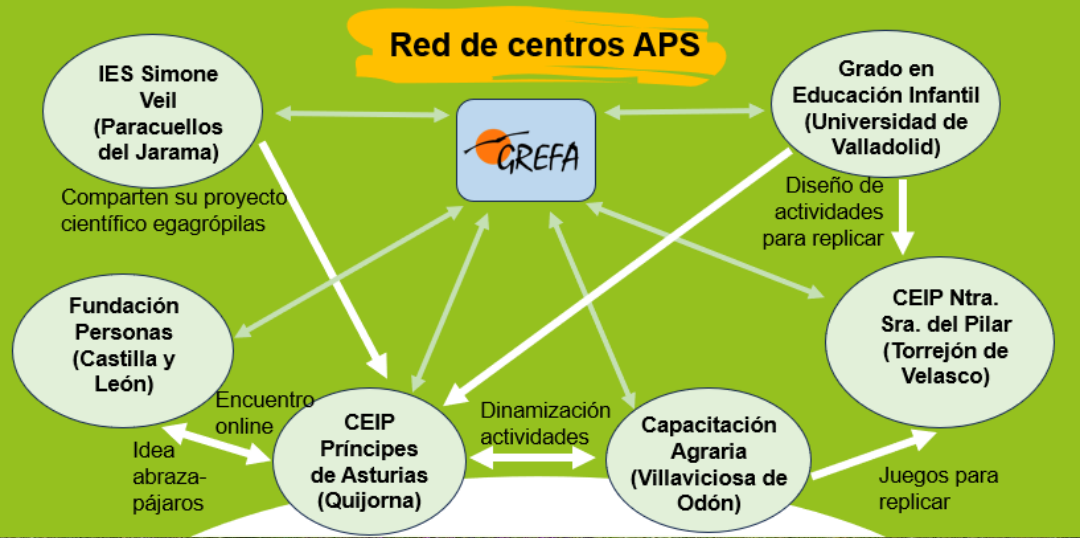 Red de centros APS
IES Simone
Veil
(Paracuellos
del Jarama)
GREFA
Grado en
Educación Infantil
(Universidad de
Valladolid)
Comparten su proyecto
científico egagrópilas
Diseño de
actividades
para replicar
Fundación
Personas
(Castilla y
León)
CEIP Ntra.
Sra. del Pilar
(Torrejón de
Velasco)
Encuentro
online
Idea
abraza-
pájaros
CEIP
Príncipes
de Asturias
(Quijorna)
Dinamización
actividades
Capacitación
Agraria
(Villaviciosa de
Odón)
Juegos para
replicar